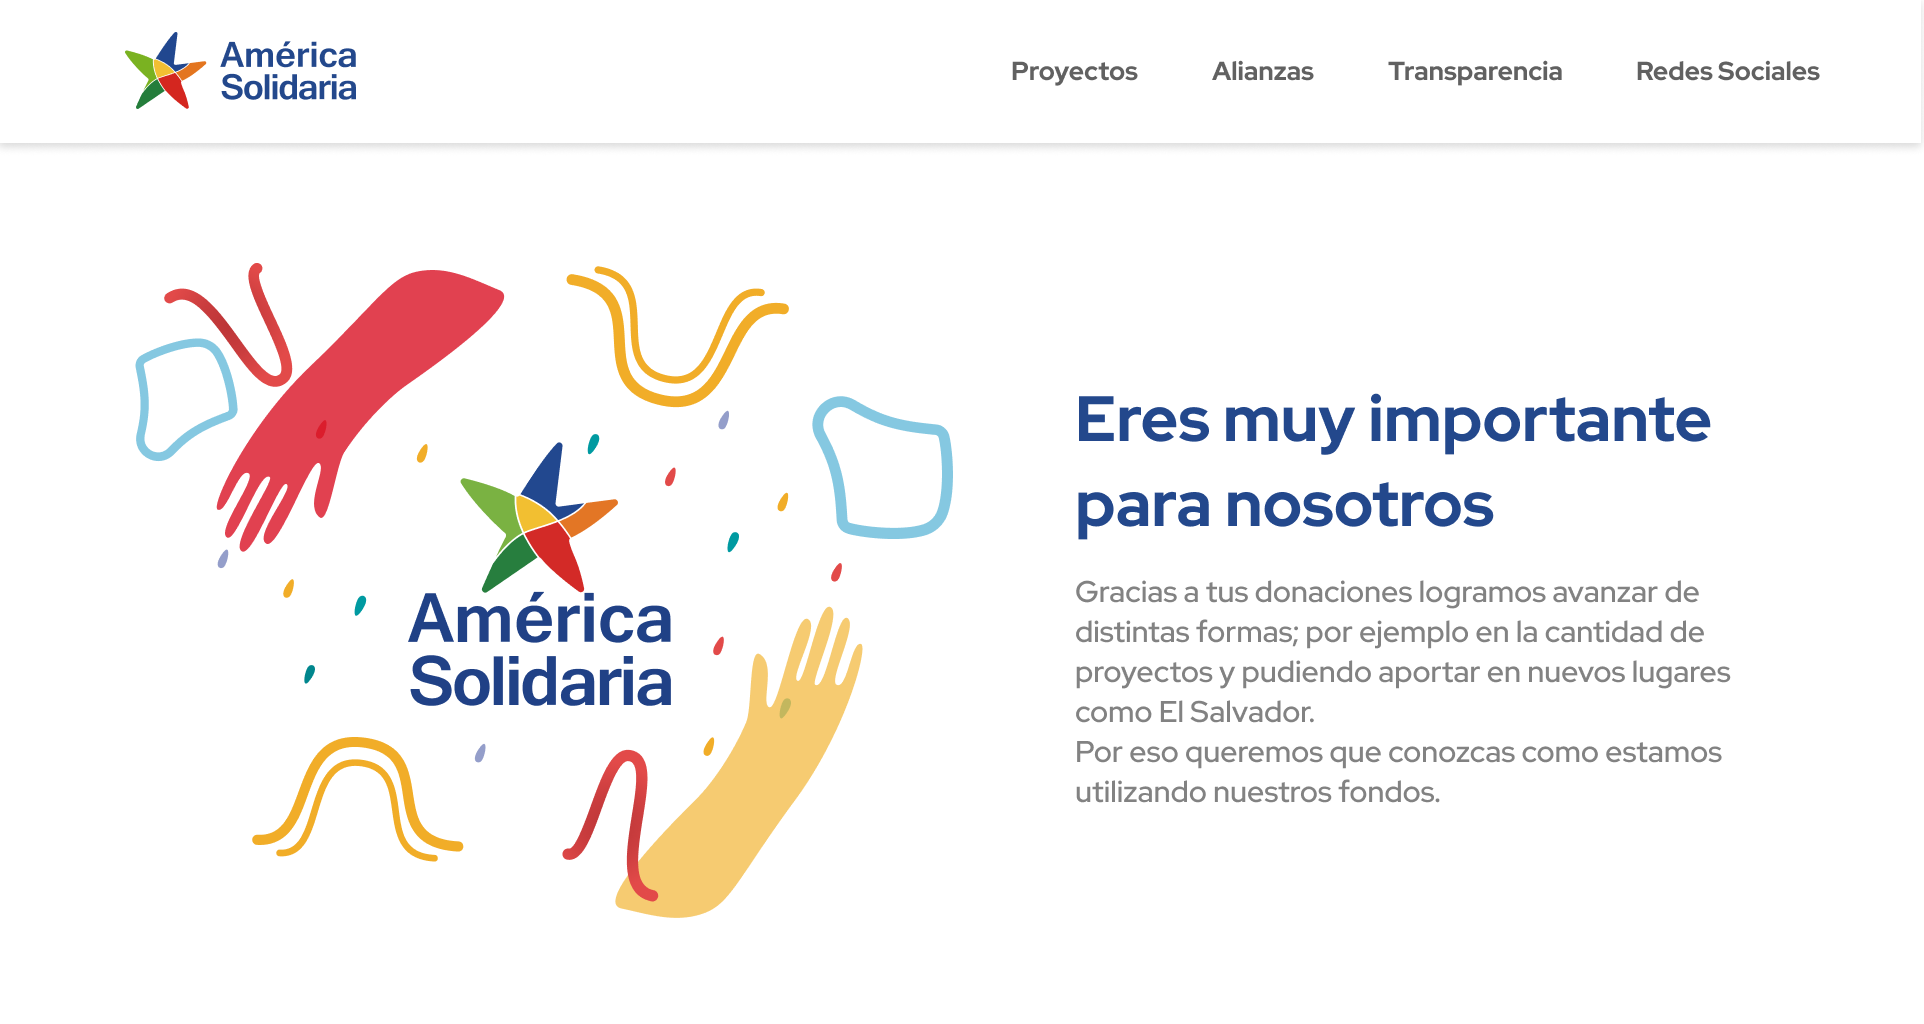 América
Solidaria
Proyectos
Alianzas
Transparencia
Redes Sociales
América
Solidaria
Eres muy importante
para nosotros
Gracias a tus donaciones logramos avanzar de
distintas formas; por ejemplo en la cantidad de
proyectos y pudiendo aportar en nuevos lugares
como El Salvador.
Por eso queremos que conozcas como estamos
utilizando nuestros fondos.